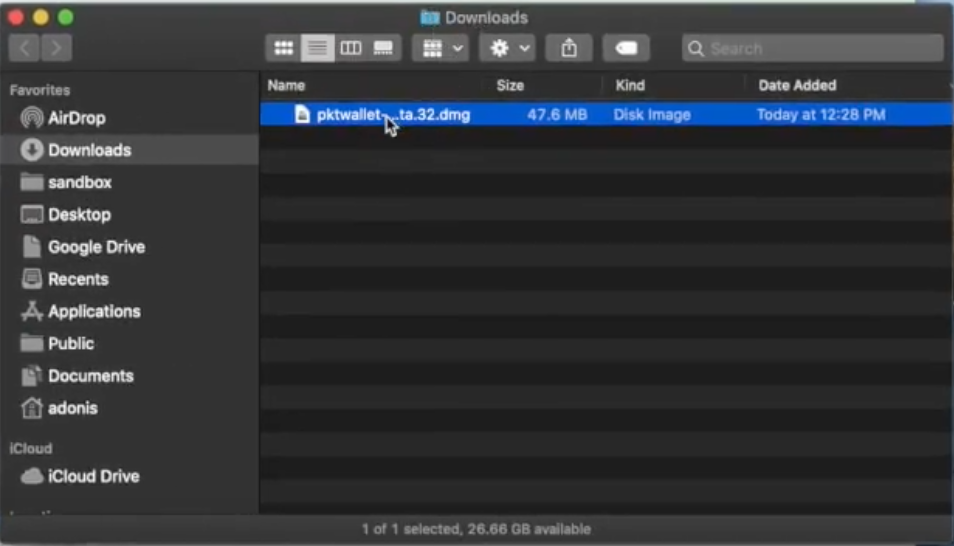 Downloads
Search
Favorites
AirDrop
Downloads
sandbox
Desktop
Google Drive
Recents
Applications
Public
Documents
adonis
iCloud
iCloud Drive
Name Size Kind Date Added
pktwallet-...ta.32.dmg 47.6 MB Disk Image Today at 12:28 PM
1 of 1 selected, 26.66 GB available